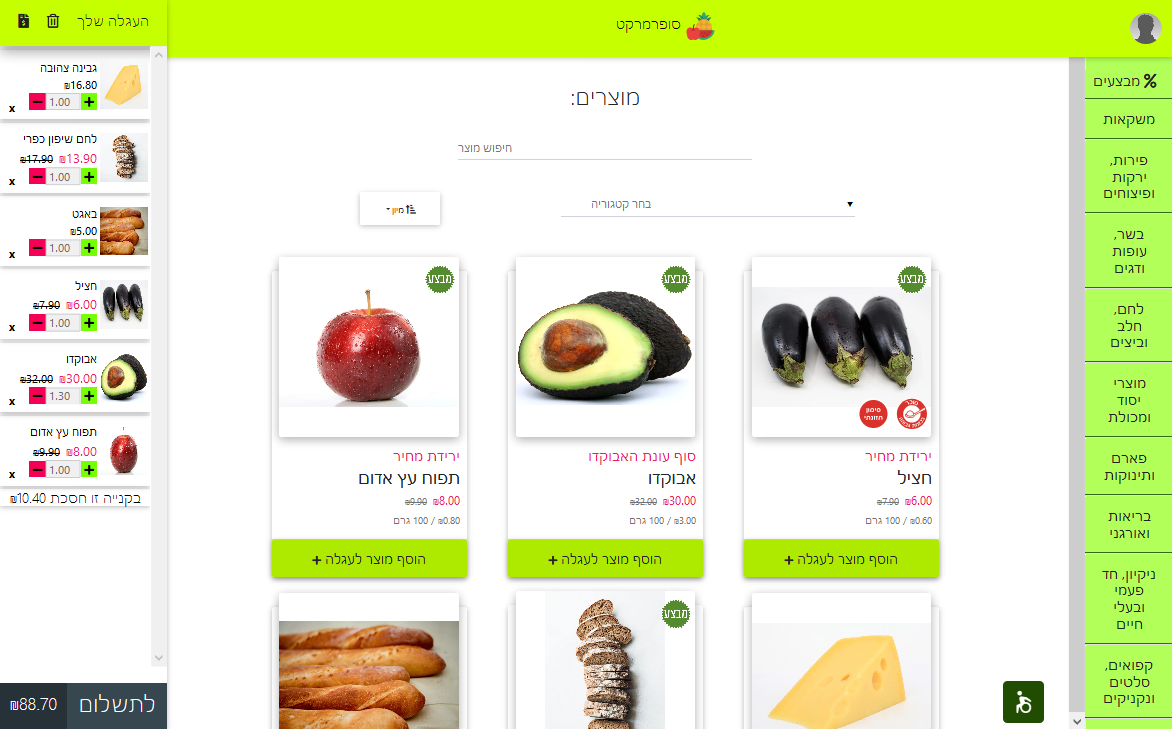 סופרמרקט
העגלה שלך
% מבצעים
משקאות
פירות,
ירקות
ופיצוחים
בשר,
עופות
ודגים
לחם,
חלב
וביצים
מוצרי
יסוד
ומכולת
פארם
ותינוקות
בריאות
ואורגני
ניקיון, חד
פעמי
ובעלי
חיים
קפואים,
סלטים
ונקניקים
מוצרים:
חיפוש מוצר
בחר קטגוריה
מיון
מבצע
סימון
תזונתי
ירידת מחיר
חציל
₪6.00 ₪7.90
₪0.60 / 100 גרם
הוסף מוצר לעגלה +
מבצע
סוף עונת האבוקדו
אבוקדו
₪30.00 ₪32.00
₪3.00 / 100 גרם
הוסף מוצר לעגלה +
מבצע
ירידת מחיר
תפוח עץ אדום
₪8.00 ₪9.90
₪0.80 / 100 גרם
הוסף מוצר לעגלה +
מבצע
גבינה צהובה
₪16.80
+ 1.00 −
x
לחם שיפון כפרי
₪13.90 ₪17.90
+ 1.00 −
x
באגט
₪5.00
+ 1.00 −
x
חציל
₪6.00 ₪7.90
+ 1.00 −
x
אבוקדו
₪30.00 ₪32.00
+ 1.30 −
x
תפוח עץ אדום
₪8.00 ₪9.90
+ 1.00 −
x
בקנייה זו חסכת ₪10.40
לתשלום ₪88.70